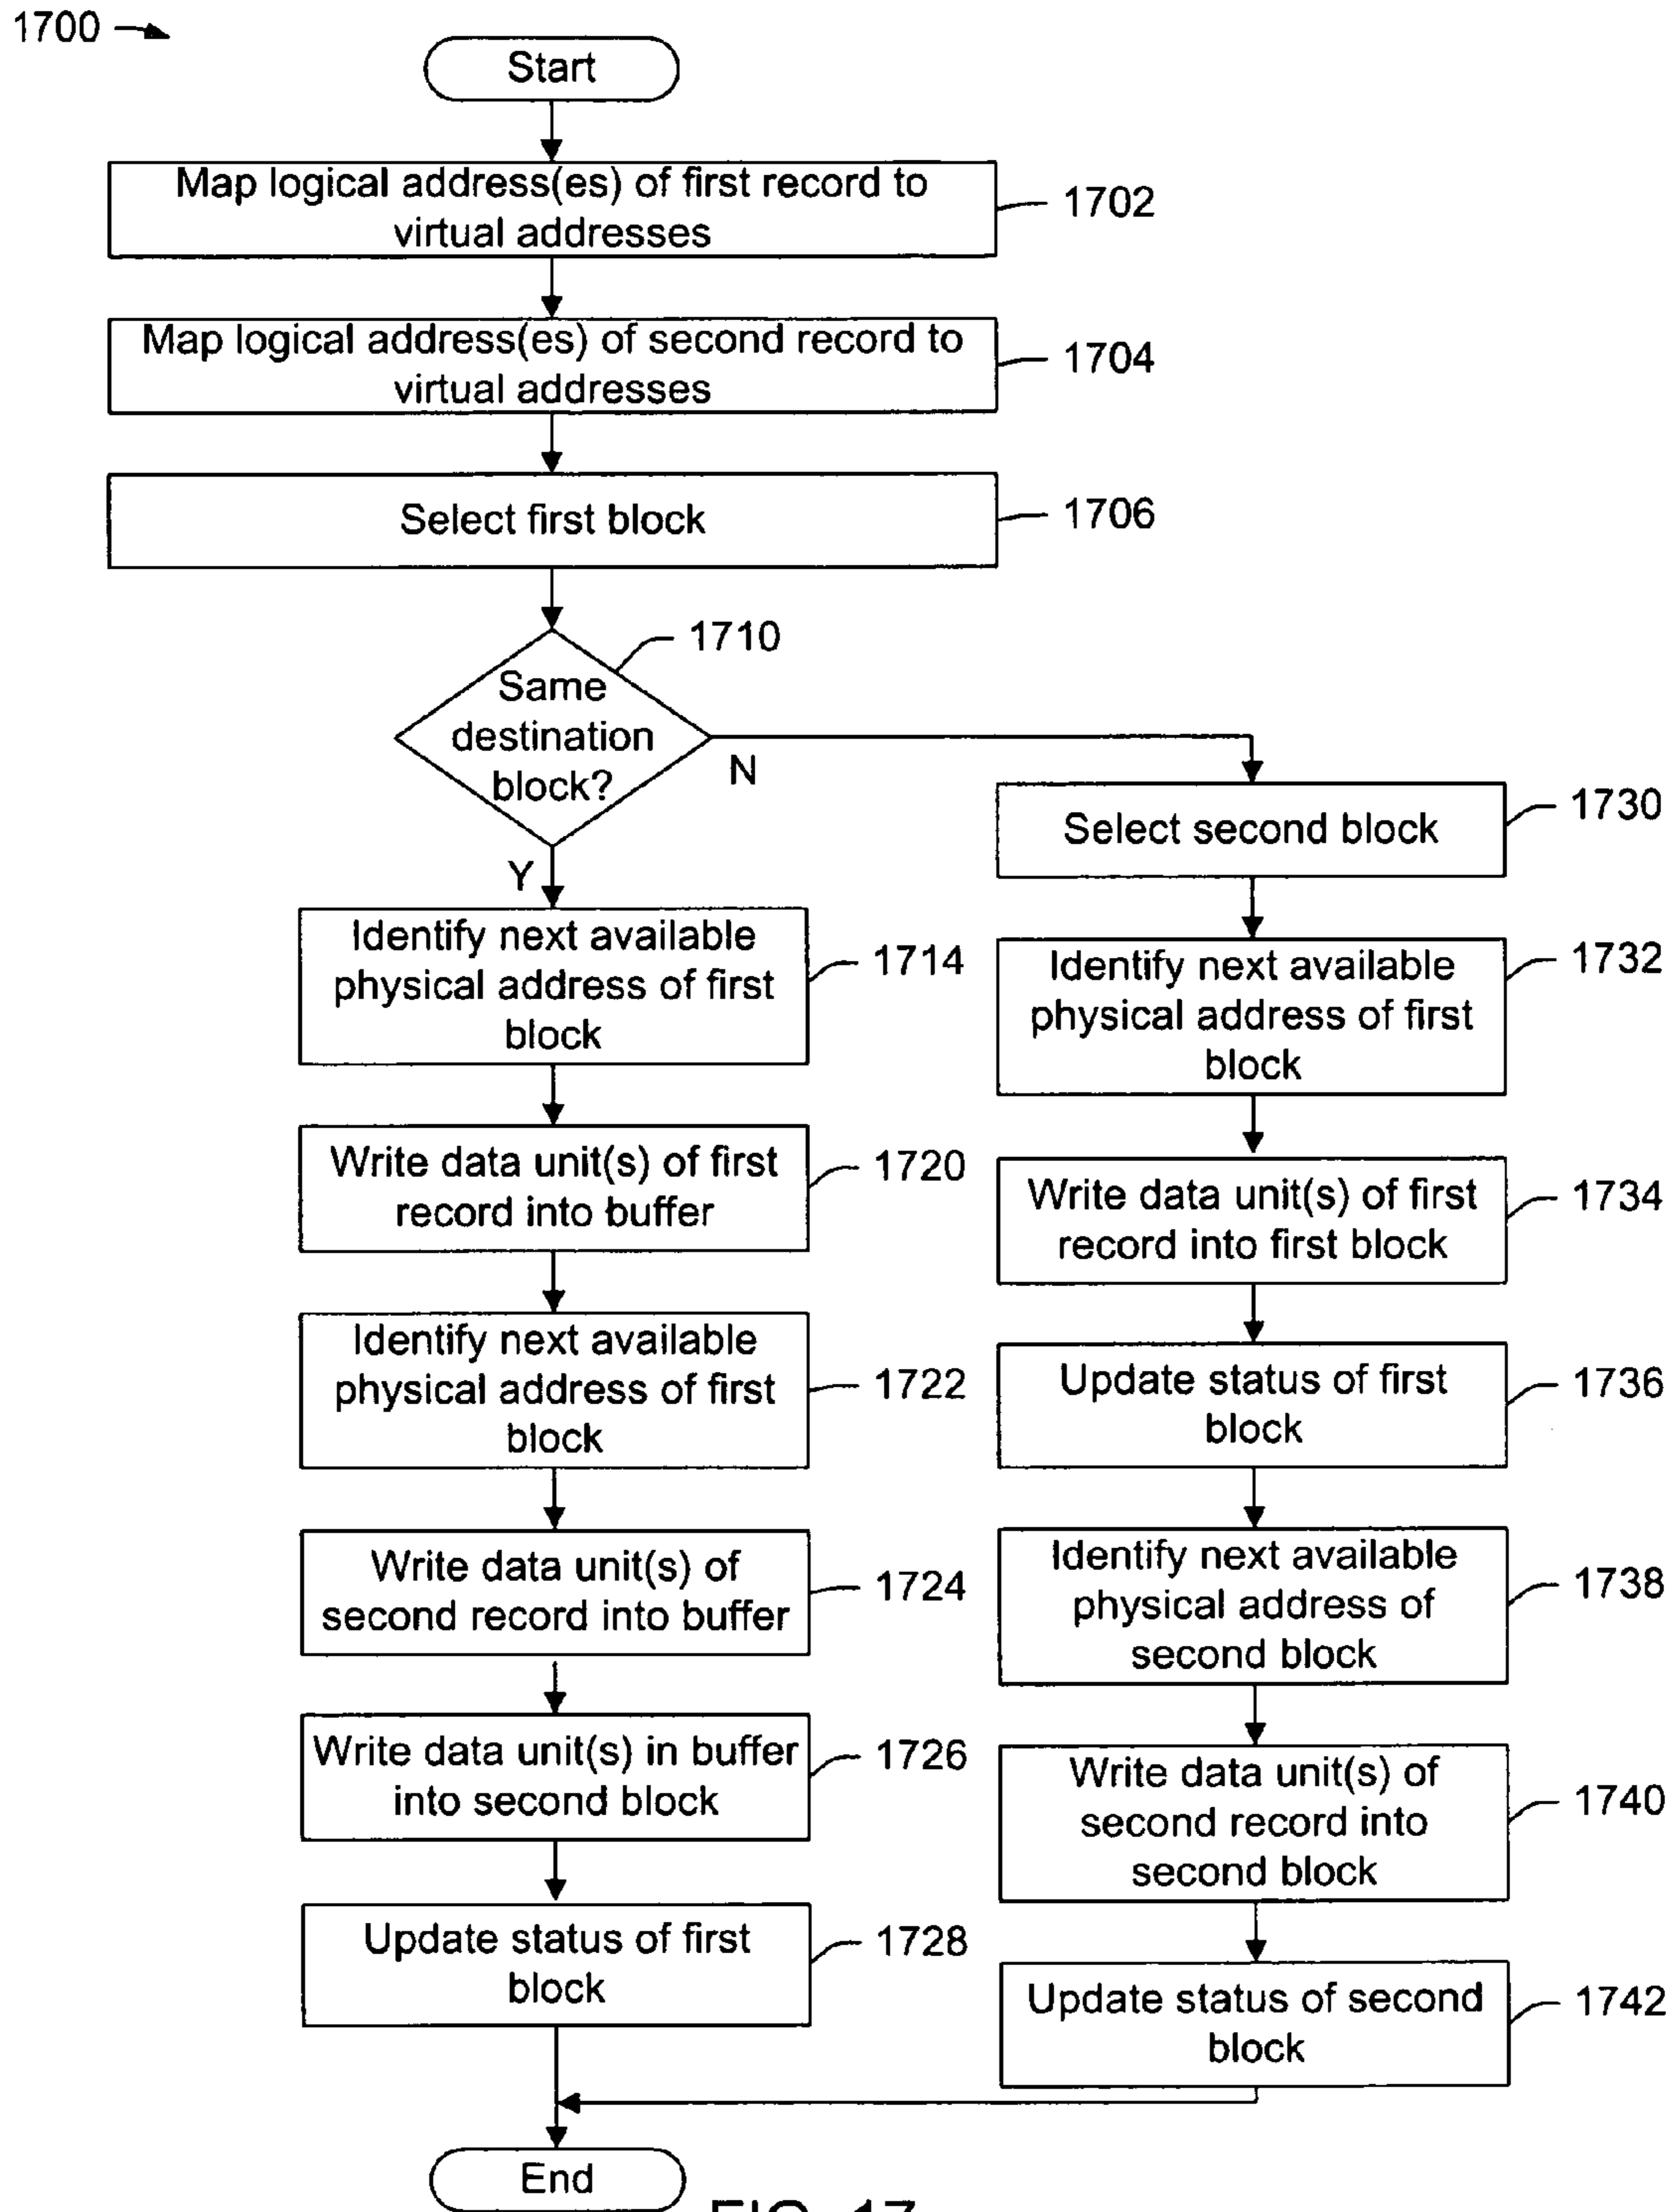 1700
Start
Map logical address(es) of first record to
virtual addresses
1702
Map logical address(es) of second record to
virtual addresses
1704
Select first block
1706
1710
Same
destination
block?
N
Y
Select second block
1730
Identify next available
physical address of first
block
1714
Identify next available
physical address of first
block
1732
Write data unit(s) of first
record into buffer
1720
Write data unit(s) of first
record into first block
1734
Identify next available
physical address of first
block
1722
Update status of first
block
1736
Write data unit(s) of
second record into buffer
1724
Identify next available
physical address of
second block
1738
Write data unit(s) in buffer
into second block
1726
Write data unit(s) of
second record into
second block
1740
Update status of first
block
1728
Update status of second
block
1742
End
FIG. 17